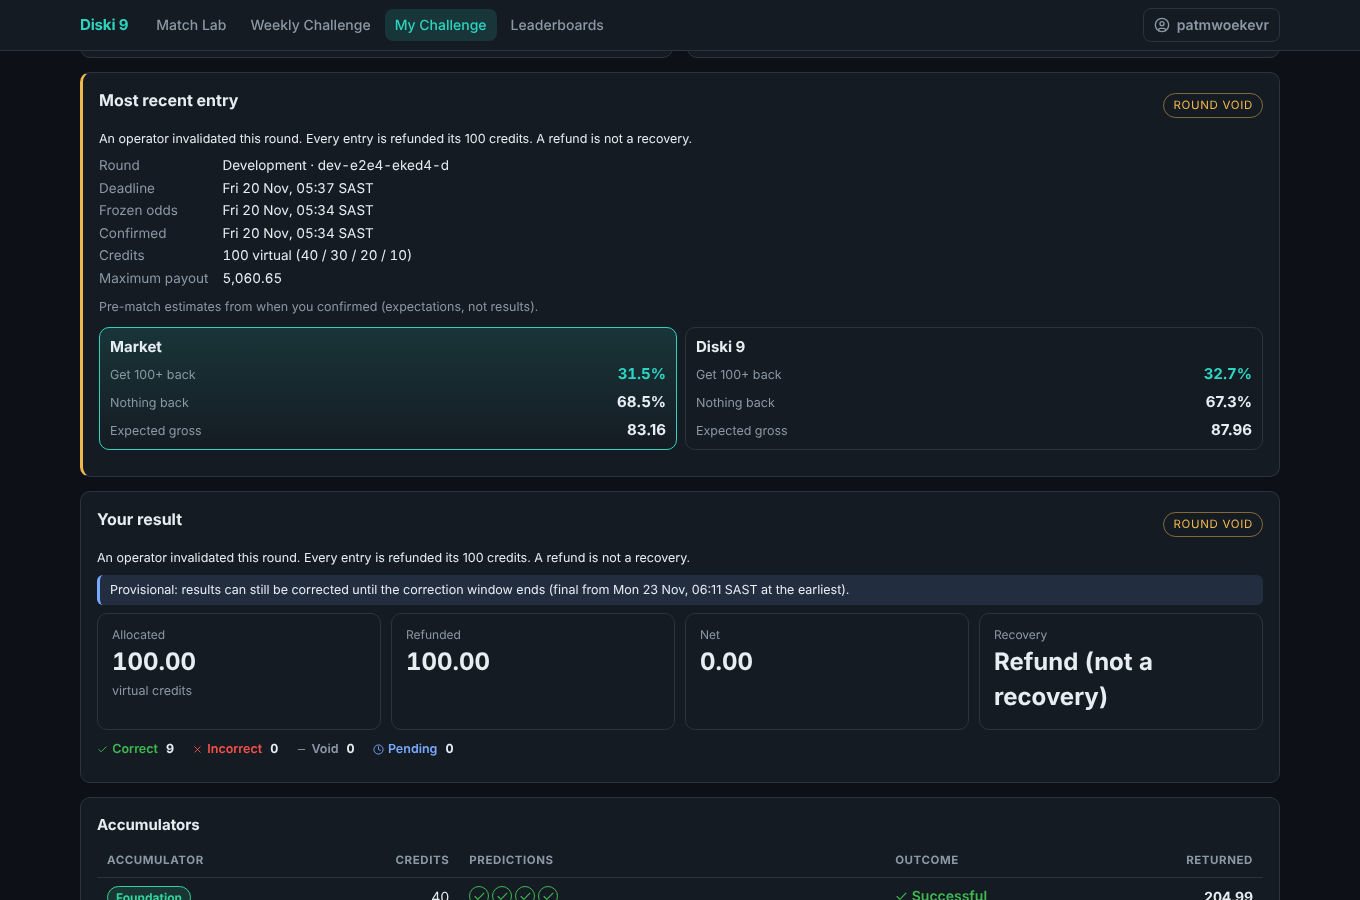 Diski 9 Match Lab Weekly Challenge My Challenge Leaderboards patmwoekevr
Most recent entry
ROUND VOID
An operator invalidated this round. Every entry is refunded its 100 credits. A refund is not a recovery.
Round Development · dev-e2e4-eked4-d
Deadline Fri 20 Nov, 05:37 SAST
Frozen odds Fri 20 Nov, 05:34 SAST
Confirmed Fri 20 Nov, 05:34 SAST
Credits 100 virtual (40 / 30 / 20 / 10)
Maximum payout 5,060.65
Pre-match estimates from when you confirmed (expectations, not results).
Market
Get 100+ back 31.5%
Nothing back 68.5%
Expected gross 83.16
Diski 9
Get 100+ back 32.7%
Nothing back 67.3%
Expected gross 87.96
Your result
ROUND VOID
An operator invalidated this round. Every entry is refunded its 100 credits. A refund is not a recovery.
Provisional: results can still be corrected until the correction window ends (final from Mon 23 Nov, 06:11 SAST at the earliest).
Allocated
100.00
virtual credits
Refunded
100.00
Net
0.00
Recovery
Refund (not a
recovery)
Correct 9 Incorrect 0 Void 0 Pending 0
Accumulators
ACCUMULATOR CREDITS PREDICTIONS OUTCOME RETURNED
Foundation 40 Successful 204.99